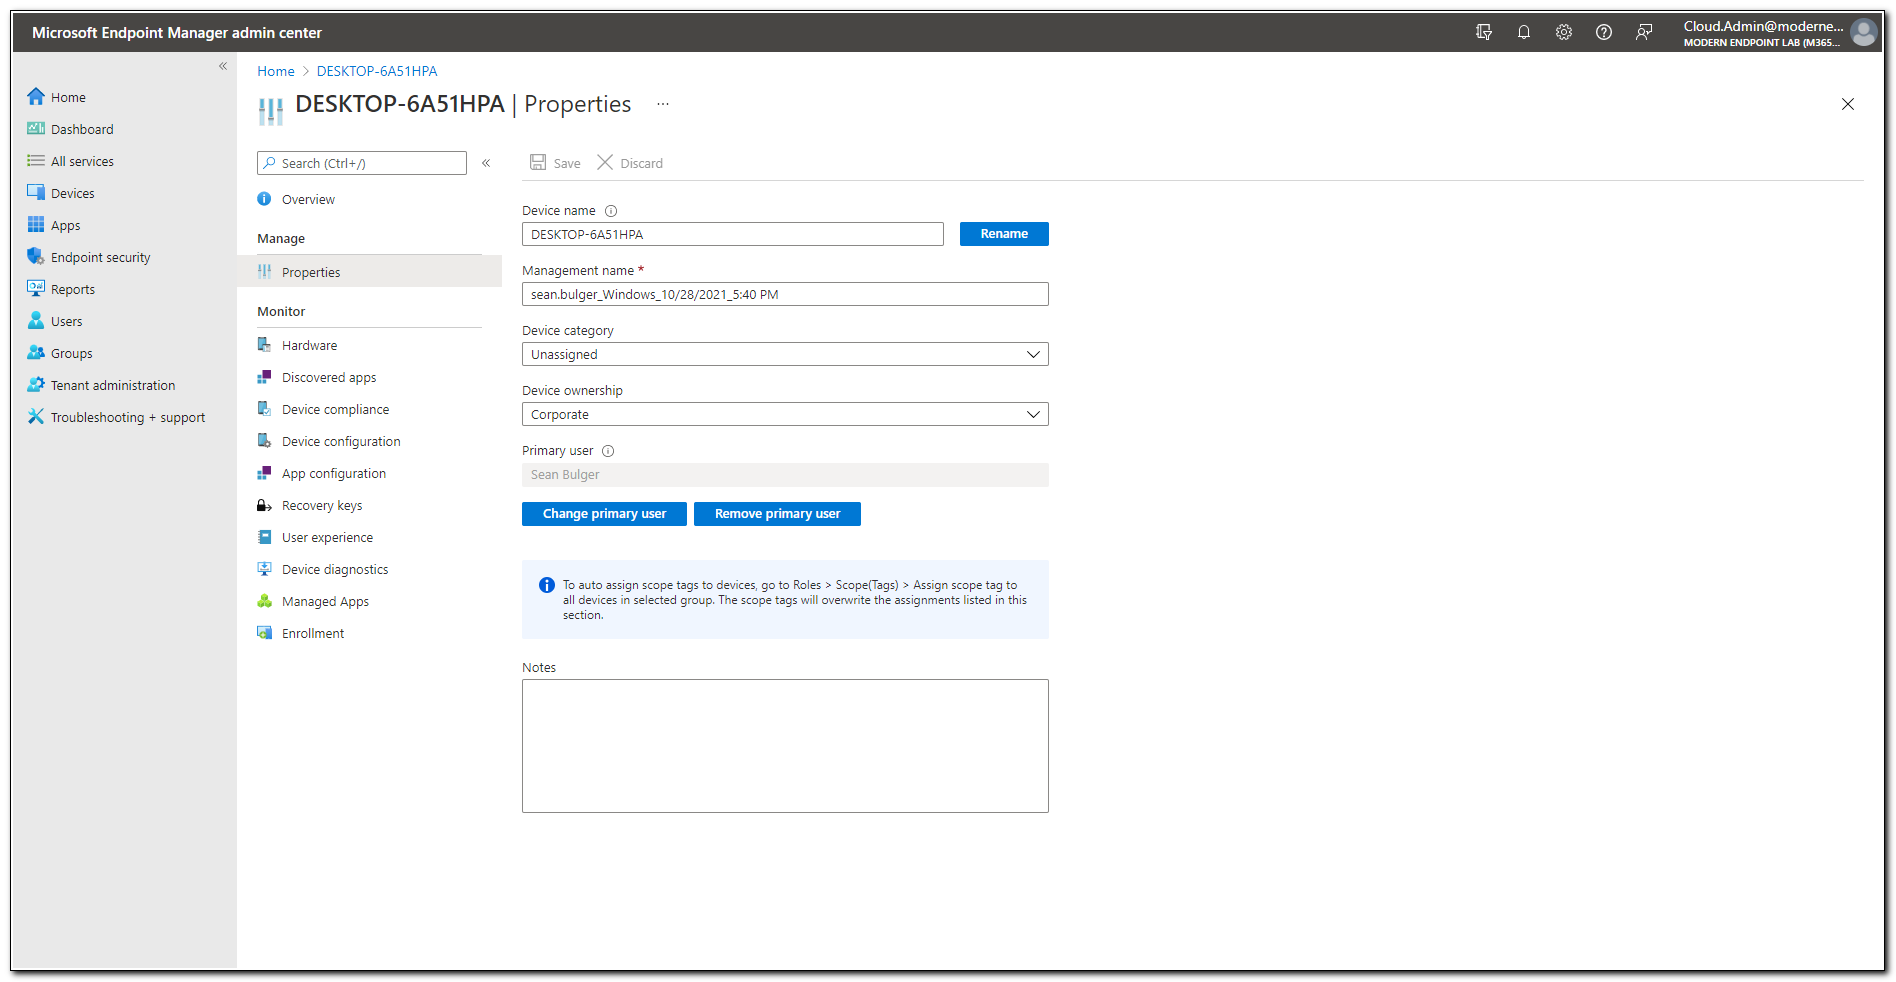 Microsoft Endpoint Manager admin center
Cloud.Admin@moderne...
MODERN ENDPOINT LAB (M365...
«
Home
Dashboard
All services
Devices
Apps
Endpoint security
Reports
Users
Groups
Tenant administration
Troubleshooting + support
Home > DESKTOP-6A51HPA
DESKTOP-6A51HPA | Properties ...
Search (Ctrl+/)
«
Overview
Manage
Properties
Monitor
Hardware
Discovered apps
Device compliance
Device configuration
App configuration
Recovery keys
User experience
Device diagnostics
Managed Apps
Enrollment
Save Discard
Device name
DESKTOP-6A51HPA
Rename
Management name *
sean.bulger_Windows_10/28/2021_5:40 PM
Device category
Unassigned
Device ownership
Corporate
Primary user
Sean Bulger
Change primary user Remove primary user
To auto assign scope tags to devices, go to Roles > Scope(Tags) > Assign scope tag to
all devices in selected group. The scope tags will overwrite the assignments listed in this
section.
Notes